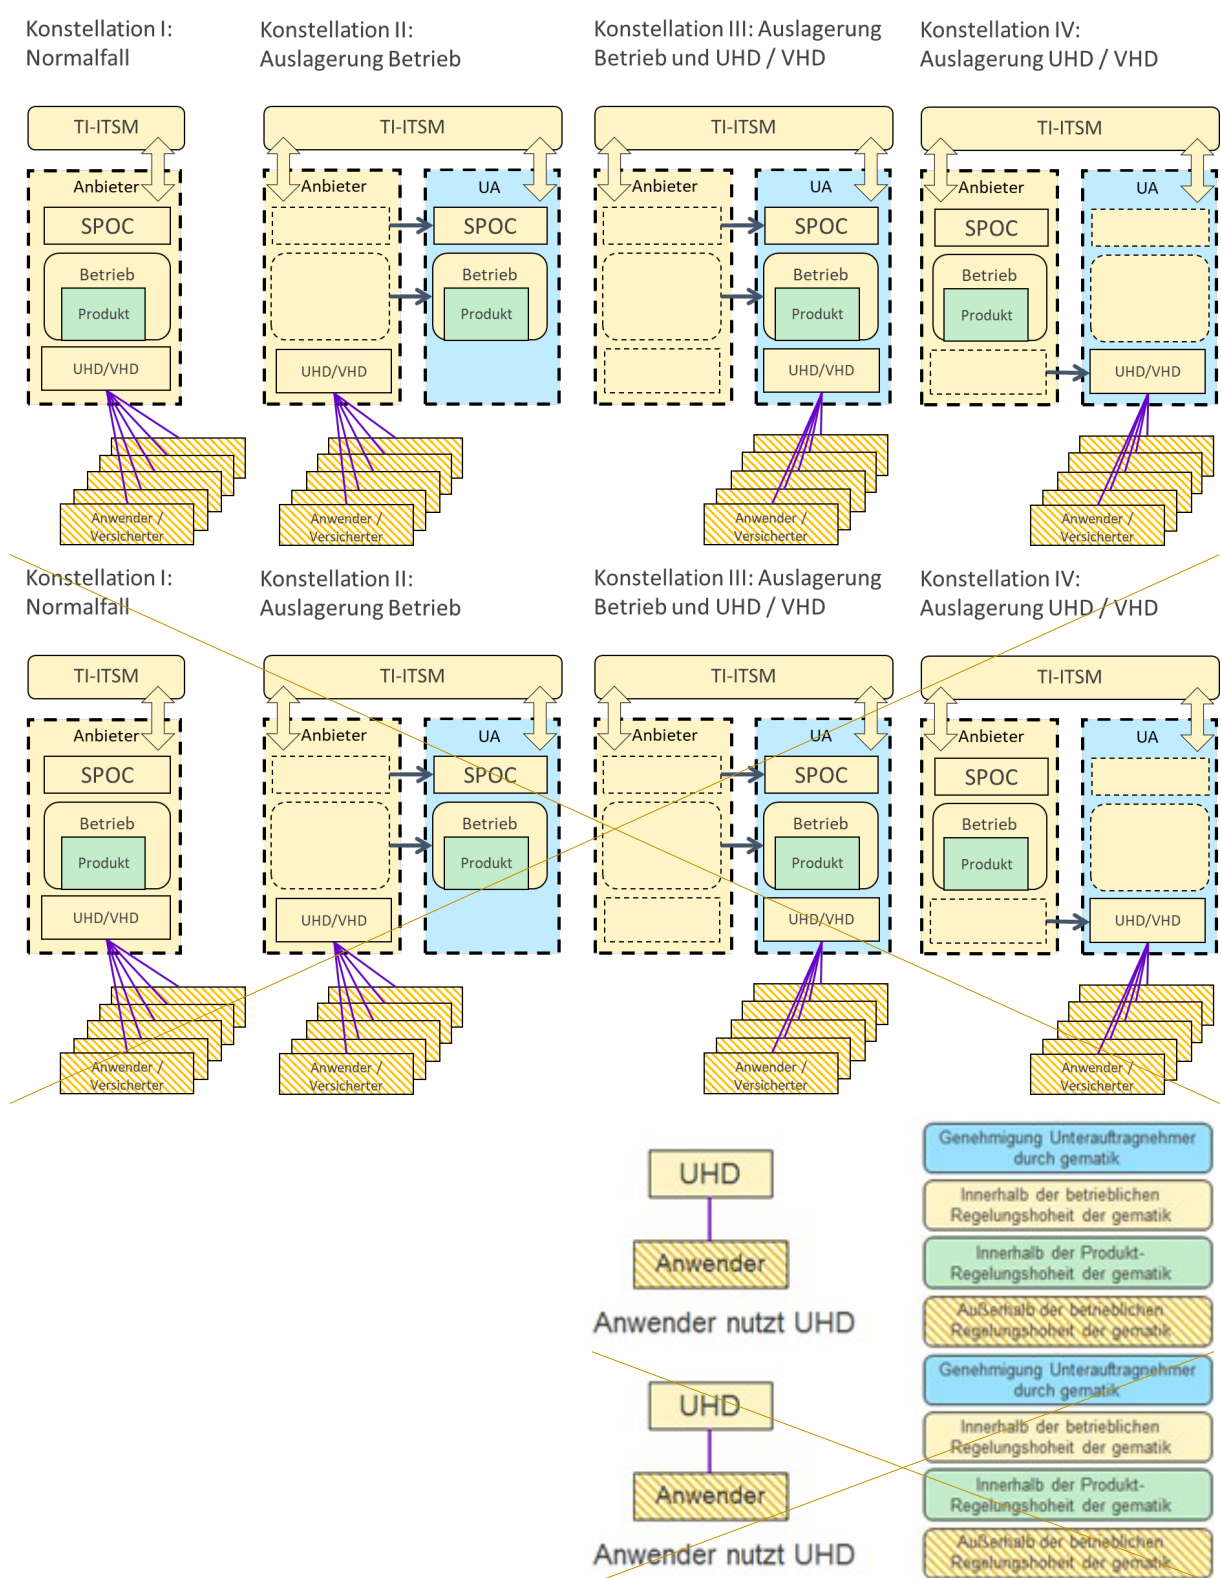 Konstellation I:
Normalfall
Konstellation II:
Auslagerung Betrieb
Konstellation III: Auslagerung
Betrieb und UHD / VHD
Konstellation IV:
Auslagerung UHD / VHD
TI-ITSM
TI-ITSM
TI-ITSM
TI-ITSM
Anbieter
SPOC
Betrieb
Produkt
UHD/VHD
Anwender /
Versicherter
Anbieter
UA
SPOC
Betrieb
Produkt
UHD/VHD
Anwender /
Versicherter
Anbieter
UA
SPOC
Betrieb
Produkt
UHD/VHD
Anwender /
Versicherter
Anbieter
UA
SPOC
Betrieb
Produkt
UHD/VHD
Anwender /
Versicherter
Konstellation I:
Normalfall
Konstellation II:
Auslagerung Betrieb
Konstellation III: Auslagerung
Betrieb und UHD / VHD
Konstellation IV:
Auslagerung UHD / VHD
TI-ITSM
TI-ITSM
TI-ITSM
TI-ITSM
Anbieter
SPOC
Betrieb
Produkt
UHD/VHD
Anwender /
Versicherter
Anbieter
UA
SPOC
Betrieb
Produkt
UHD/VHD
Anwender /
Versicherter
Anbieter
UA
SPOC
Betrieb
Produkt
UHD/VHD
Anwender /
Versicherter
Anbieter
UA
SPOC
Betrieb
Produkt
UHD/VHD
Anwender /
Versicherter
UHD
Anwender
Anwender nutzt UHD
Genehmigung Unterauftragnehmer
durch gematik
Innerhalb der betrieblichen
Regelungshoheit der gematik
Innerhalb der Produkt-
Regelungshoheit der gematik
Außerhalb der betrieblichen
Regelungshoheit der gematik
UHD
Anwender
Anwender nutzt UHD
Genehmigung Unterauftragnehmer
durch gematik
Innerhalb der betrieblichen
Regelungshoheit der gematik
Innerhalb der Produkt-
Regelungshoheit der gematik
Außerhalb der betrieblichen
Regelungshoheit der gematik